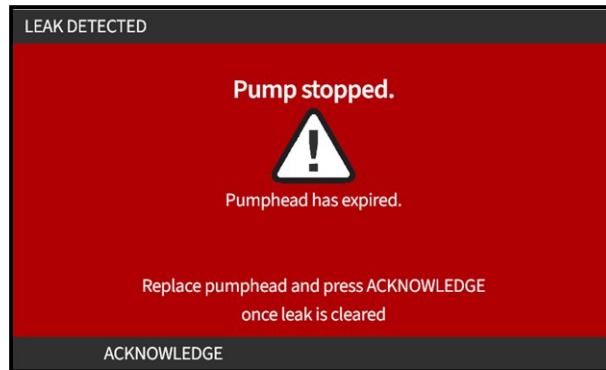 LEAK DETECTED
Pump stopped.
!
Pumphead has expired.
Replace pumphead and press ACKNOWLEDGE
once leak is cleared
ACKNOWLEDGE